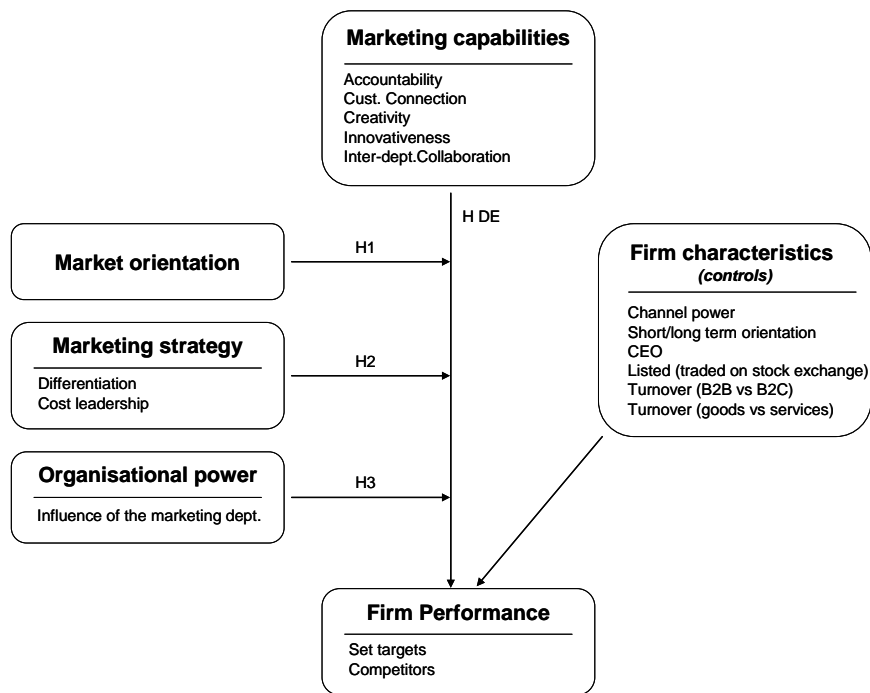 Marketing capabilities
Accountability
Cust. Connection
Creativity
Innovativeness
Inter-dept.Collaboration
H DE
Market orientation
H1
Marketing strategy
Differentiation
Cost leadership
H2
Organisational power
Influence of the marketing dept.
H3
Firm characteristics
(controls)
Channel power
Short/long term orientation
CEO
Listed (traded on stock exchange)
Turnover (B2B vs B2C)
Turnover (goods vs services)
Firm Performance
Set targets
Competitors